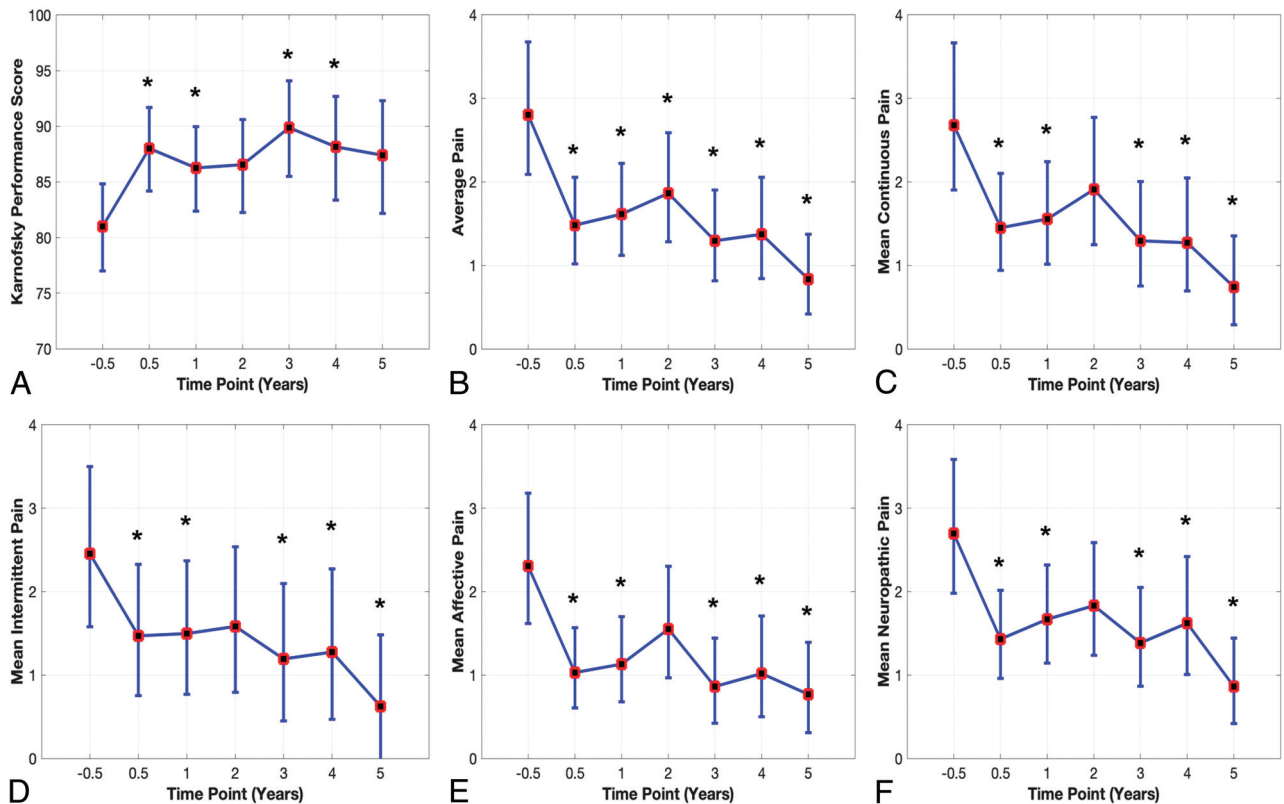 Karnofsky Performance Score
100
95
90
85
80
75
70
* * * *
-0.5 0.5 1 2 3 4 5
Time Point (Years)
A
Average Pain
4
3
2
1
0
* * * * * *
-0.5 0.5 1 2 3 4 5
Time Point (Years)
B
Mean Continuous Pain
4
3
2
1
0
* * * * *
-0.5 0.5 1 2 3 4 5
Time Point (Years)
C
Mean Intermittent Pain
4
3
2
1
0
* * * * *
-0.5 0.5 1 2 3 4 5
Time Point (Years)
D
Mean Affective Pain
4
3
2
1
0
* * * * *
-0.5 0.5 1 2 3 4 5
Time Point (Years)
E
Mean Neuropathic Pain
4
3
2
1
0
* * * * *
-0.5 0.5 1 2 3 4 5
Time Point (Years)
F